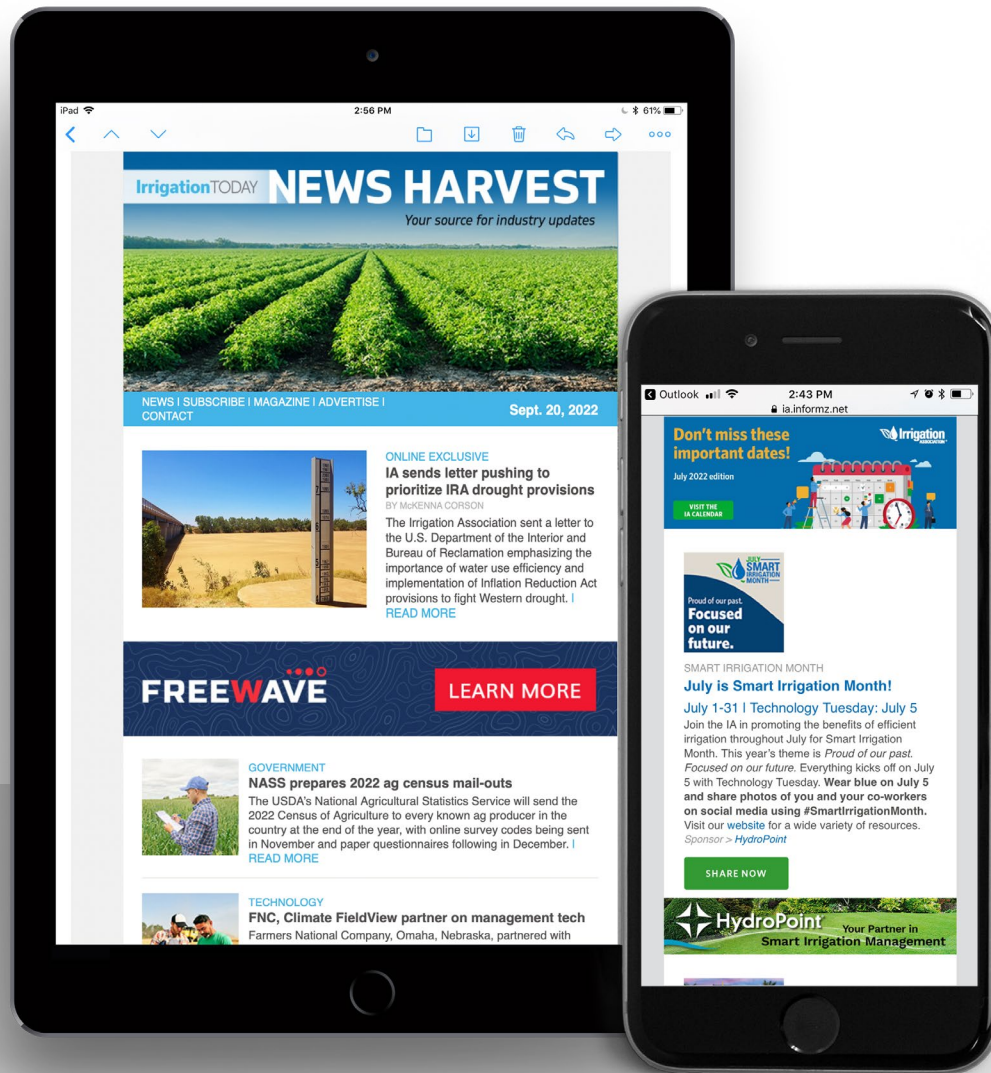 iPad
2:56 PM
61%
IrrigationTODAY NEWS HARVEST
Your source for industry updates
NEWS I SUBSCRIBE I MAGAZINE I ADVERTISE I
CONTACT
Sept. 20, 2022
ONLINE EXCLUSIVE
IA sends letter pushing to
prioritize IRA drought provisions
BY McKENNA CORSON
The Irrigation Association sent a letter to
the U.S. Department of the Interior and
Bureau of Reclamation emphasizing the
importance of water use efficiency and
implementation of Inflation Reduction Act
provisions to fight Western drought. I
READ MORE
FREEWAVE
LEARN MORE
GOVERNMENT
NASS prepares 2022 ag census mail-outs
The USDA's National Agricultural Statistics Service will send the
2022 Census of Agriculture to every known ag producer in the
country at the end of the year, with online survey codes being sent
in November and paper questionnaires following in December. I
READ MORE
TECHNOLOGY
FNC, Climate FieldView partner on management tech
Farmers National Company, Omaha, Nebraska, partnered with
Outlook
2:43 PM
ia.informz.net
Don't miss these
important dates!
July 2022 edition
VISIT THE
IA CALENDAR
Irrigation
ASSOCIATION
JULY
SMART
IRRIGATION
MONTH
Proud of our past.
Focused
on our
future.
SMART IRRIGATION MONTH
July is Smart Irrigation Month!
July 1-31 I Technology Tuesday: July 5
Join the IA in promoting the benefits of efficient
irrigation throughout July for Smart Irrigation
Month. This year's theme is Proud of our past.
Focused on our future. Everything kicks off on July
5 with Technology Tuesday. Wear blue on July 5
and share photos of you and your co-workers
on social media using #SmartIrrigationMonth.
Visit our website for a wide variety of resources.
Sponsor > HydroPoint
SHARE NOW
HydroPoint
Your Partner in
Smart Irrigation Management